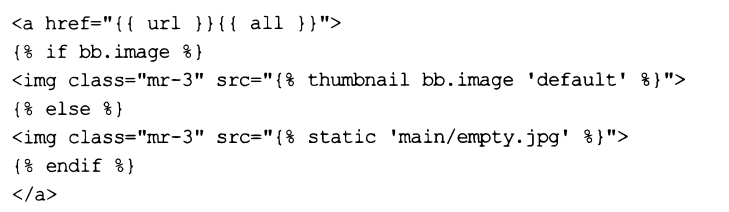 <a href="{{ url }}{{ all }}">
{% if bb.image %}
<img class="mr-3" src="{% thumbnail bb.image 'default' %}">
{% else %}
<img class="mr-3" src="{% static 'main/empty.jpg' %}">
{% endif %}
</a>